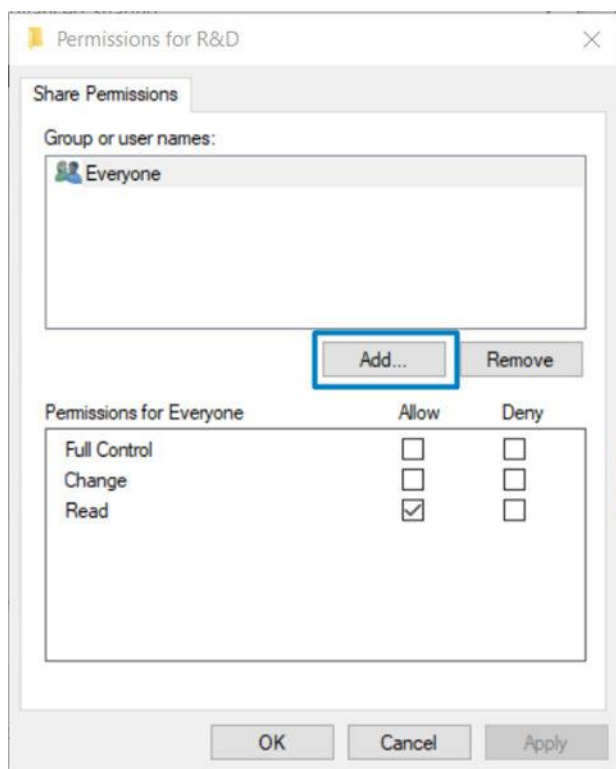 Permissions for R&D
Share Permissions
Group or user names:
Everyone
Add...
Remove
Permissions for Everyone
Allow
Deny
Full Control
Change
Read
OK
Cancel
Apply